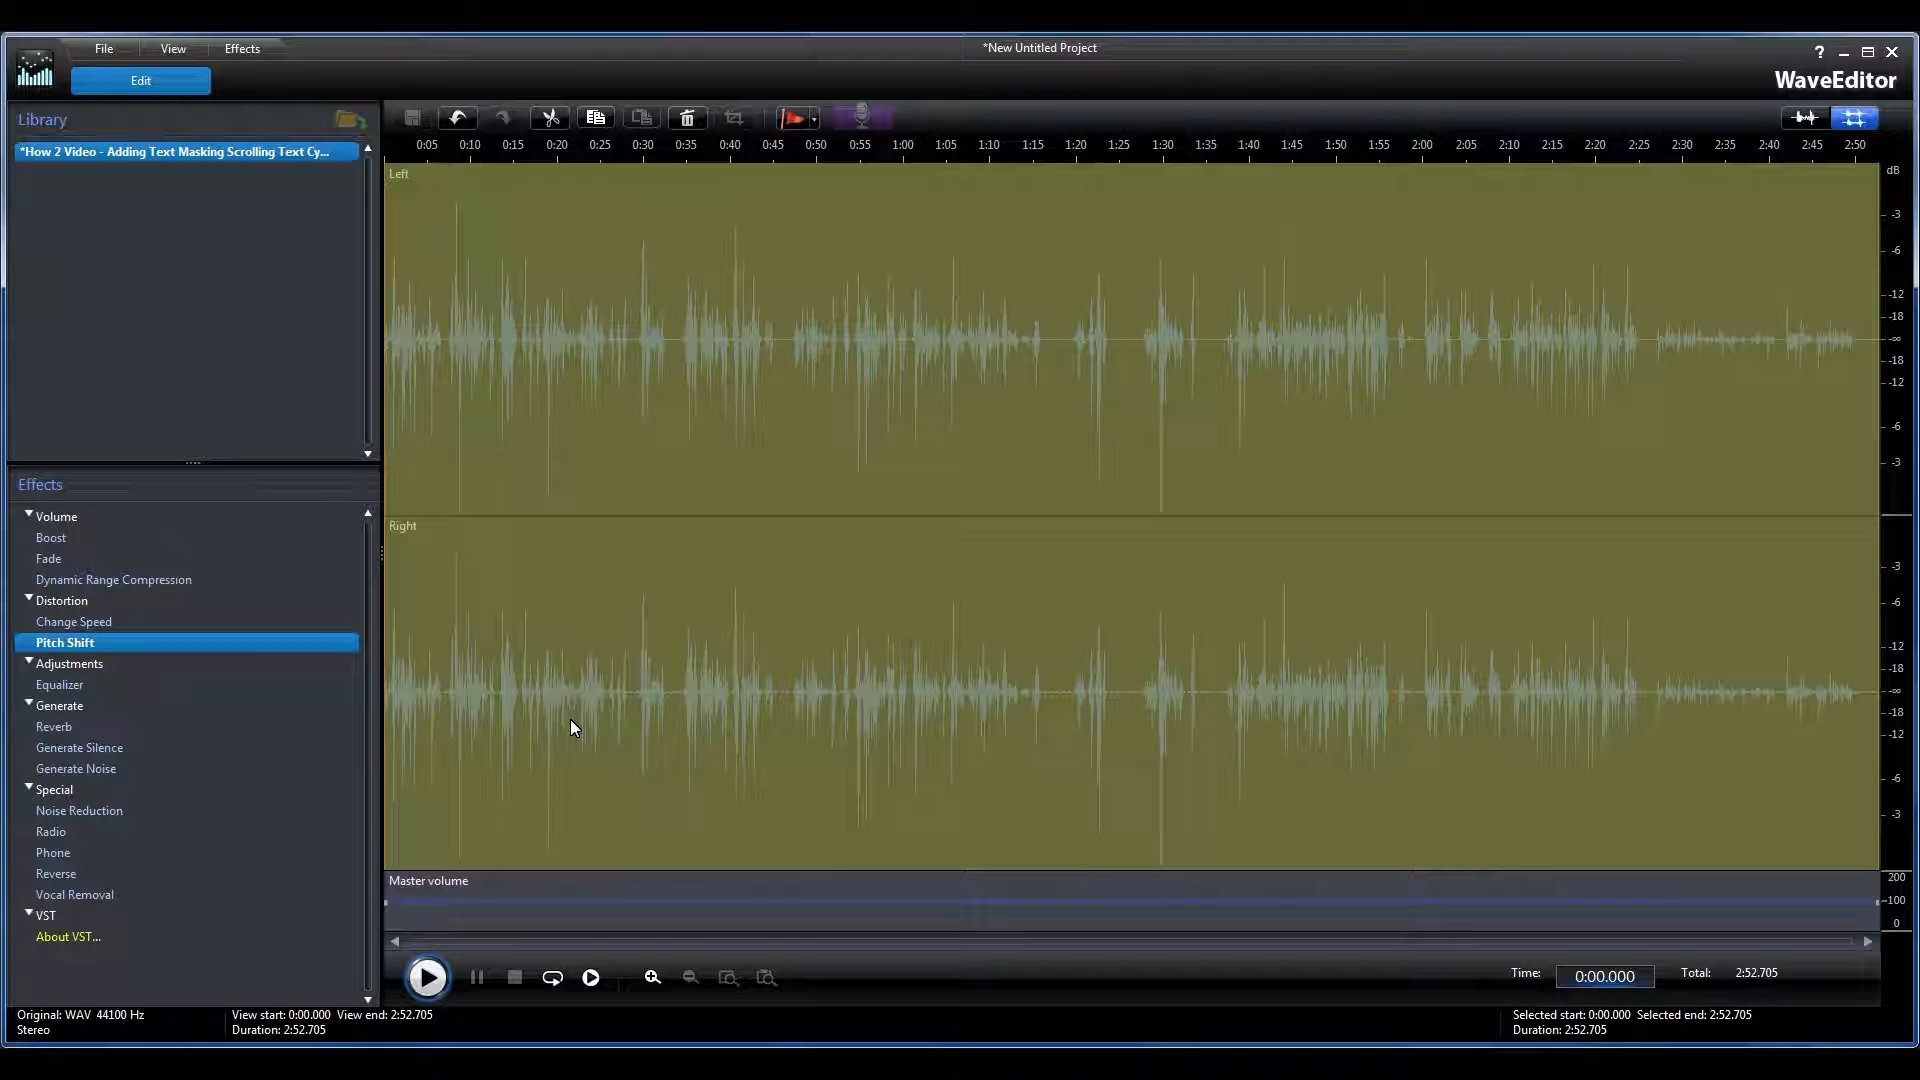 File View Effects
*New Untitled Project
?
Edit
WaveEditor
Library
*How 2 Video - Adding Text Masking Scrolling Text Cy...
0:05 0:10 0:15 0:20 0:25 0:30 0:35 0:40 0:45 0:50 0:55 1:00 1:05 1:10 1:15 1:20 1:25 1:30 1:35 1:40 1:45 1:50 1:55 2:00 2:05 2:10 2:15 2:20 2:25 2:30 2:35 2:40 2:45 2:50
Left
dB
-3
-6
-12
-18
-∞
-18
-12
-6
-3
Effects
Volume
Boost
Fade
Dynamic Range Compression
Distortion
Change Speed
Pitch Shift
Adjustments
Equalizer
Generate
Reverb
Generate Silence
Generate Noise
Special
Noise Reduction
Radio
Phone
Reverse
Vocal Removal
VST
About VST...
Right
-3
-6
-12
-18
-∞
-18
-12
-6
-3
Master volume
200
100
0
Time: 0:00.000 Total: 2:52.705
Original: WAV 44100 Hz
Stereo
View start: 0:00.000 View end: 2:52.705
Duration: 2:52.705
Selected start: 0:00.000 Selected end: 2:52.705
Duration: 2:52.705